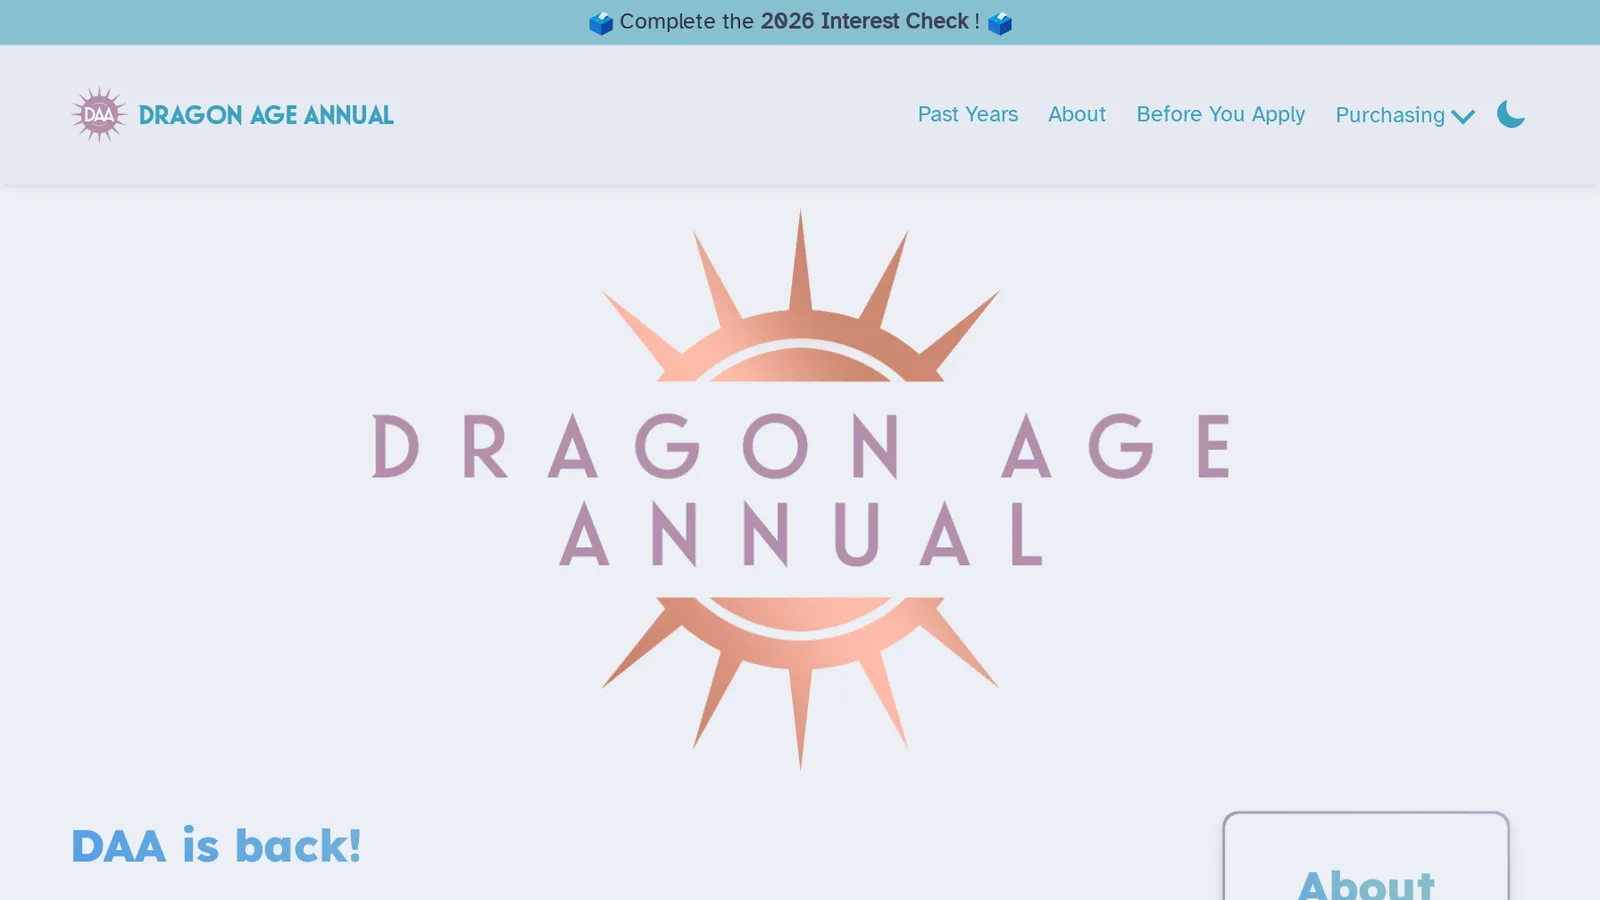 🗳️ Complete the 2026 Interest Check ! 🗳️
DAA DRAGON AGE ANNUAL
Past Years About Before You Apply Purchasing
DRAGON AGE
ANNUAL
DAA is back!
About